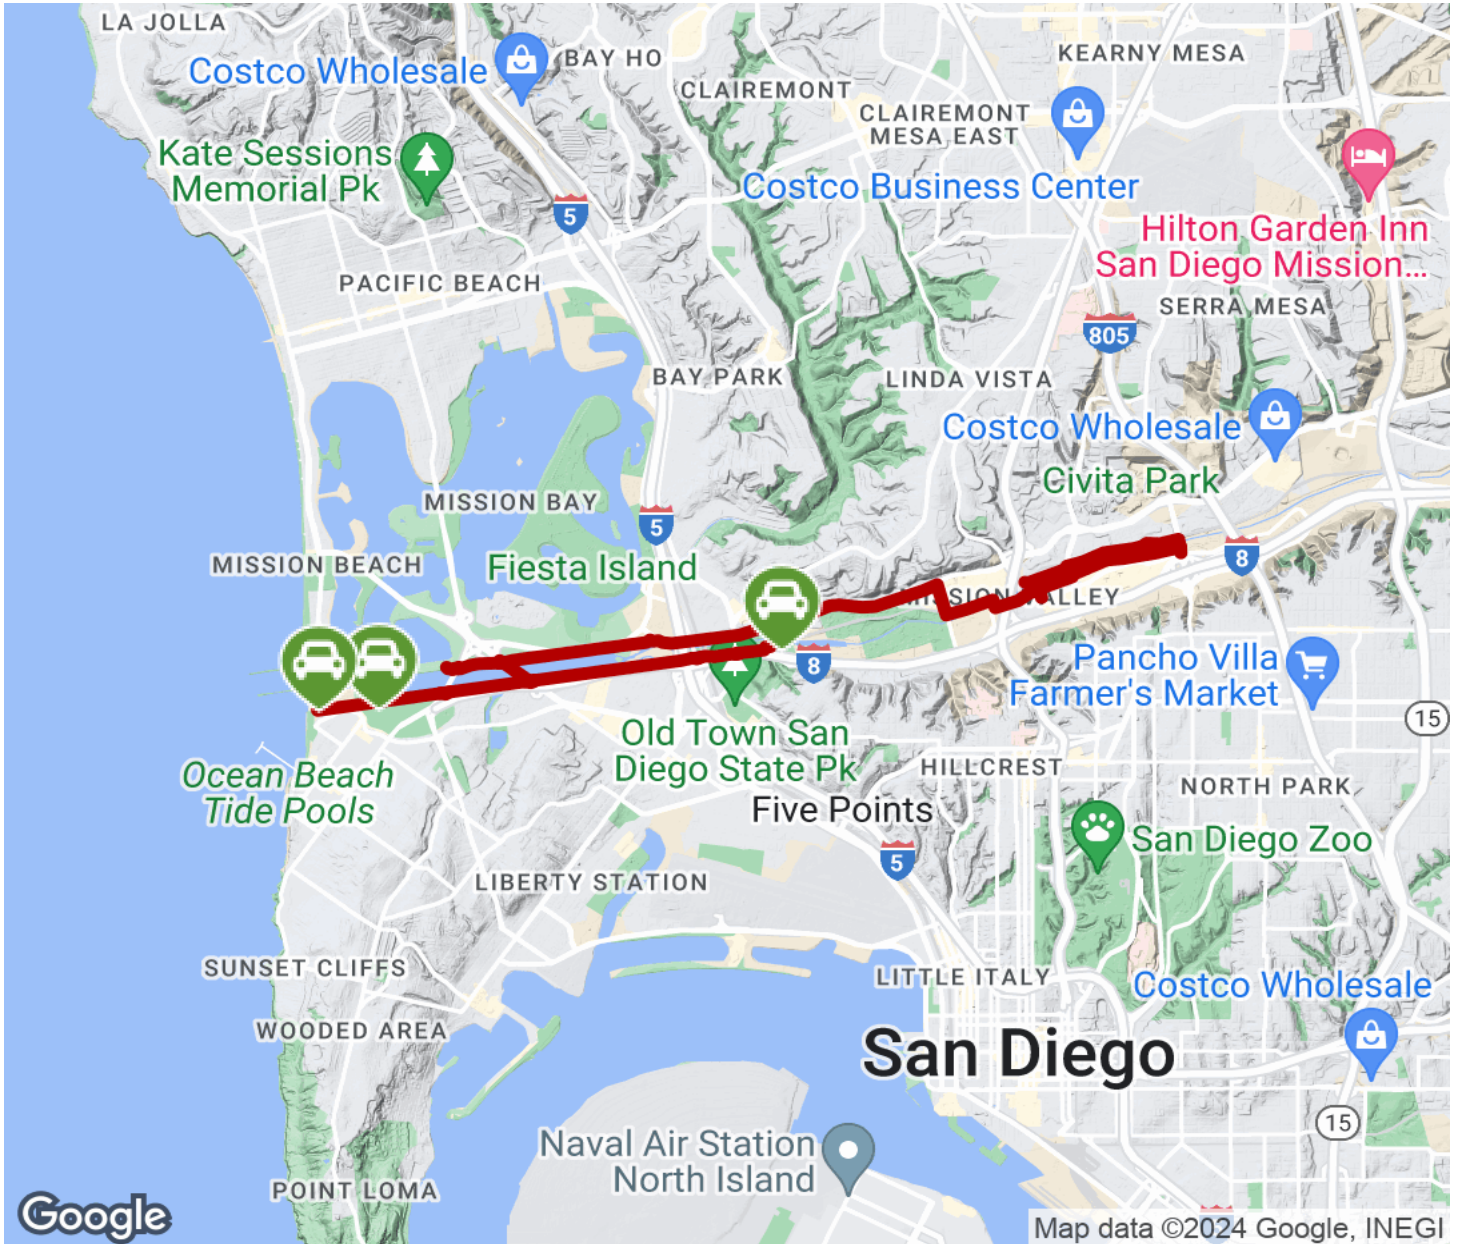 LA JOLLA
BAY HO
KEARNY MESA
Costco Wholesale
CLAIREMONT
CLAIREMONT
MESA EAST
Kate Sessions
Memorial Pk
Costco Business Center
5
Hilton Garden Inn
San Diego Mission...
PACIFIC BEACH
SERRA MESA
805
BAY PARK
LINDA VISTA
Costco Wholesale
Civita Park
MISSION BAY
5
MISSION BEACH
Fiesta Island
8
MISSION VALLEY
8
Pancho Villa
Farmer's Market
15
Old Town San
Diego State Pk
Ocean Beach
Tide Pools
HILLCREST
NORTH PARK
Five Points
San Diego Zoo
5
LIBERTY STATION
SUNSET CLIFFS
LITTLE ITALY
Costco Wholesale
WOODED AREA
San Diego
15
Naval Air Station
North Island
POINT LOMA
Google
Map data ©2024 Google, INEGI